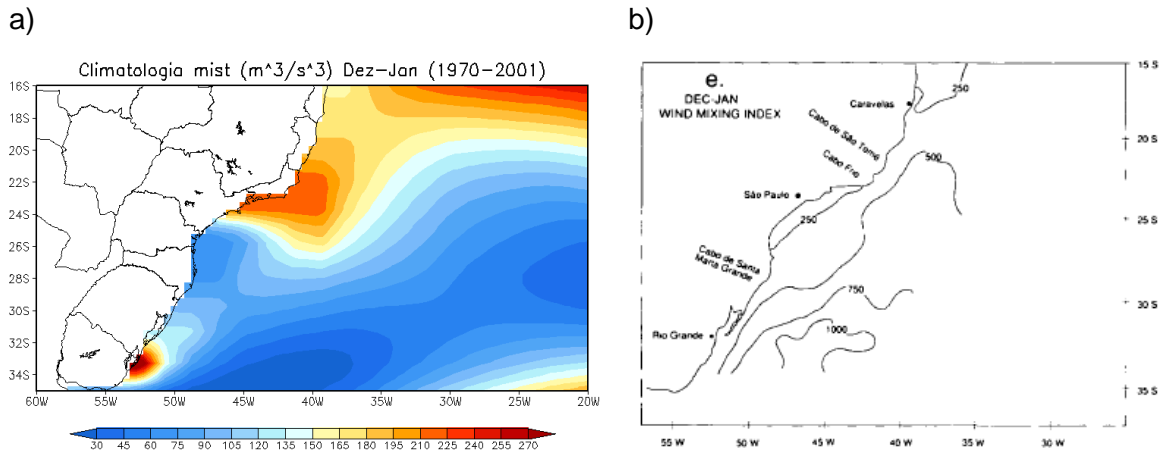 a)
b)
Climatologia mist (m^3/s^3) Dez-Jan (1970-2001)
16S
18S
20S
22S
24S
26S
28S
30S
32S
34S
60W 55W 50W 45W 40W 35W 30W 25W 20W
30 45 60 75 90 105 120 135 150 165 180 195 210 225 240 255 270
e.
DEC-JAN
WIND MIXING INDEX
Caravelas
Cabo de São Tomé
Cabo Frio
São Paulo
Cabo de Santa
Marta Grande
Rio Grande
250
500
250
750
1000
15 S
20 S
25 S
30 S
35 S
55 W 50 W 45 W 40 W 35 W 30 W